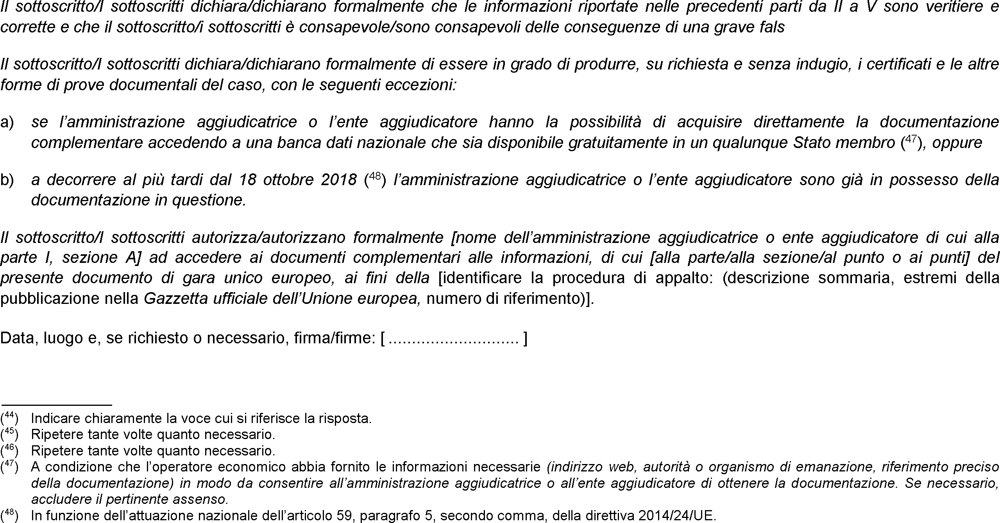 Il sottoscritto/I sottoscritti dichiara/dichiarano formalmente che le informazioni riportate nelle precedenti parti da II a V sono veritiere e
corrette e che il sottoscritto/i sottoscritti è consapevole/sono consapevoli delle conseguenze di una grave fals
Il sottoscritto/I sottoscritti dichiara/dichiarano formalmente di essere in grado di produrre, su richiesta e senza indugio, i certificati e le altre
forme di prove documentali del caso, con le seguenti eccezioni:
a) se l’amministrazione aggiudicatrice o l’ente aggiudicatore hanno la possibilità di acquisire direttamente la documentazione
complementare accedendo a una banca dati nazionale che sia disponibile gratuitamente in un qualunque Stato membro (47), oppure
b) a decorrere al più tardi dal 18 ottobre 2018 (48) l’amministrazione aggiudicatrice o l’ente aggiudicatore sono già in possesso della
documentazione in questione.
Il sottoscritto/I sottoscritti autorizza/autorizzano formalmente [nome dell’amministrazione aggiudicatrice o ente aggiudicatore di cui alla
parte I, sezione A] ad accedere ai documenti complementari alle informazioni, di cui [alla parte/alla sezione/al punto o ai punti] del
presente documento di gara unico europeo, ai fini della [identificare la procedura di appalto: (descrizione sommaria, estremi della
pubblicazione nella Gazzetta ufficiale dell’Unione europea, numero di riferimento)].
Data, luogo e, se richiesto o necessario, firma/firme: [ ............................ ]
(44) Indicare chiaramente la voce cui si riferisce la risposta.
(45) Ripetere tante volte quanto necessario.
(46) Ripetere tante volte quanto necessario.
(47) A condizione che l’operatore economico abbia fornito le informazioni necessarie (indirizzo web, autorità o organismo di emanazione, riferimento preciso
della documentazione) in modo da consentire all’amministrazione aggiudicatrice o all’ente aggiudicatore di ottenere la documentazione. Se necessario,
accludere il pertinente assenso.
(48) In funzione dell’attuazione nazionale dell’articolo 59, paragrafo 5, secondo comma, della direttiva 2014/24/UE.